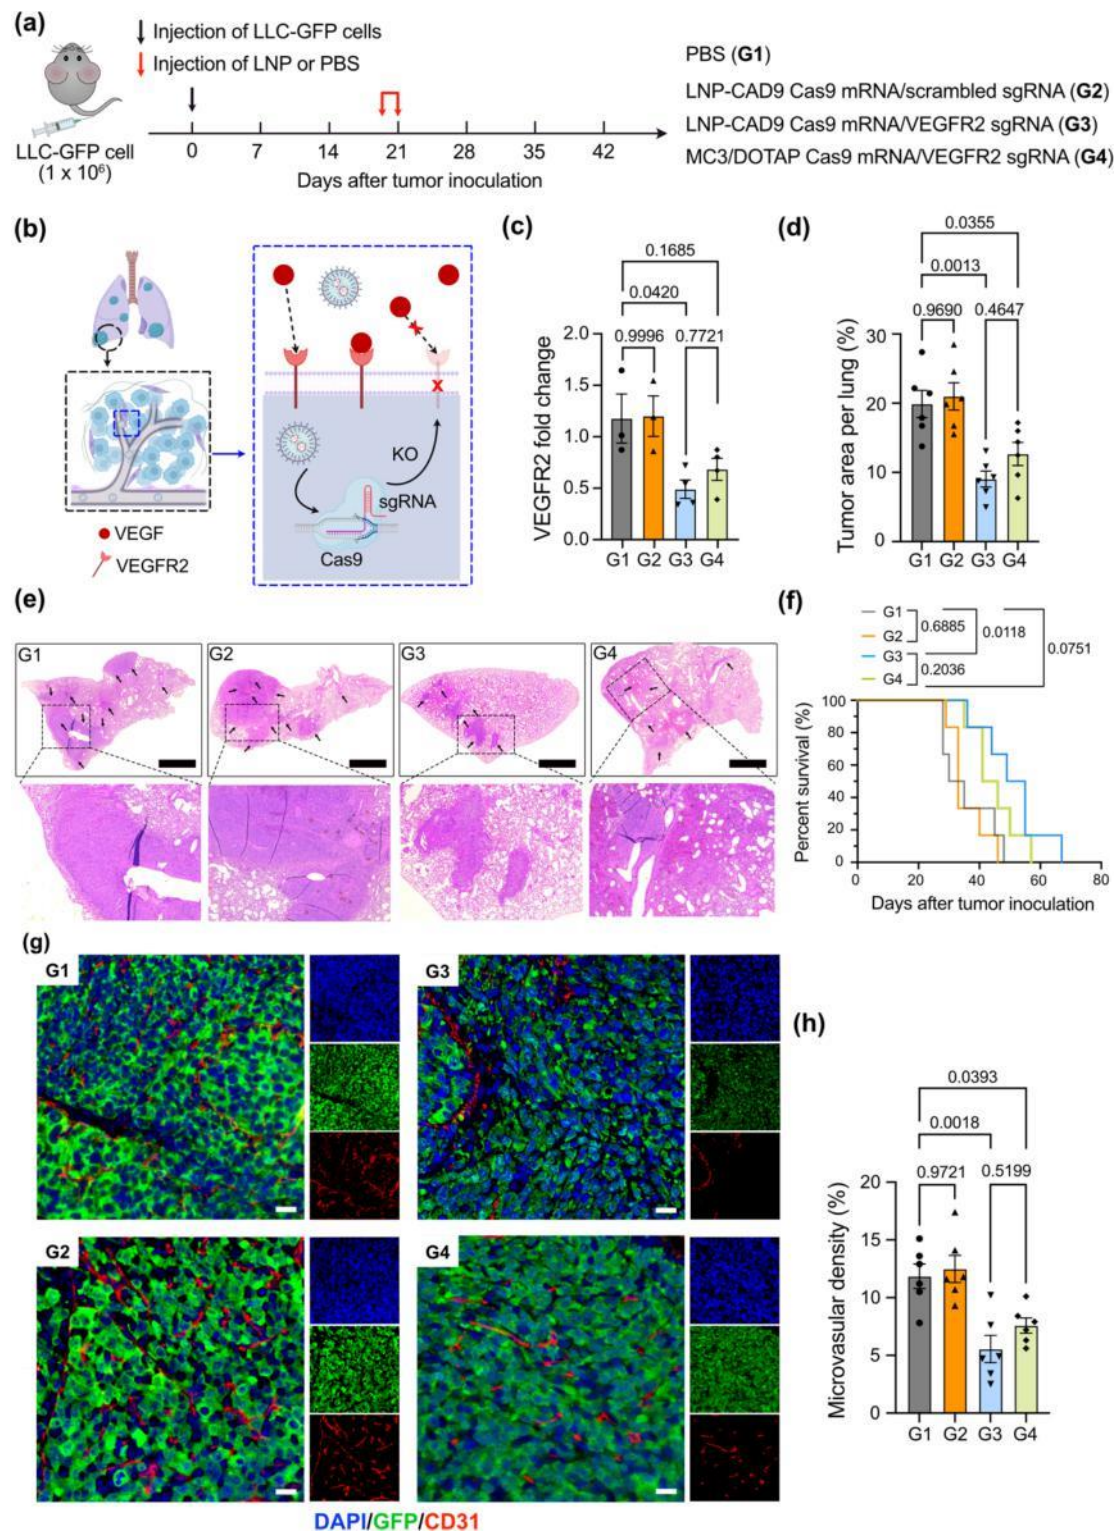 (a)
Injection of LLC-GFP cells
Injection of LNP or PBS
LLC-GFP cell
(1 x 10⁶)
0 7 14 21 28 35 42
Days after tumor inoculation
PBS (G1)
LNP-CAD9 Cas9 mRNA/scrambled sgRNA (G2)
LNP-CAD9 Cas9 mRNA/VEGFR2 sgRNA (G3)
MC3/DOTAP Cas9 mRNA/VEGFR2 sgRNA (G4)
(b)
VEGF
VEGFR2
X
KO
sgRNA
Cas9
(c)
0.1685
0.0420
0.9996 0.7721
VEGFR2 fold change
2.0
1.5
1.0
0.5
0.0
G1 G2 G3 G4
(d)
0.0355
0.0013
0.9690 0.4647
Tumor area per lung (%)
30
20
10
0
G1 G2 G3 G4
(e)
G1 G2 G3 G4
(f)
G1
G2
G3
G4
0.6885
0.2036
0.0118
0.0751
Percent survival (%)
100
80
60
40
20
0
0 20 40 60 80
Days after tumor inoculation
(g)
G1
G3
G2
G4
DAPI/GFP/CD31
(h)
0.0393
0.0018
0.9721 0.5199
Microvasular density (%)
20
15
10
5
0
G1 G2 G3 G4